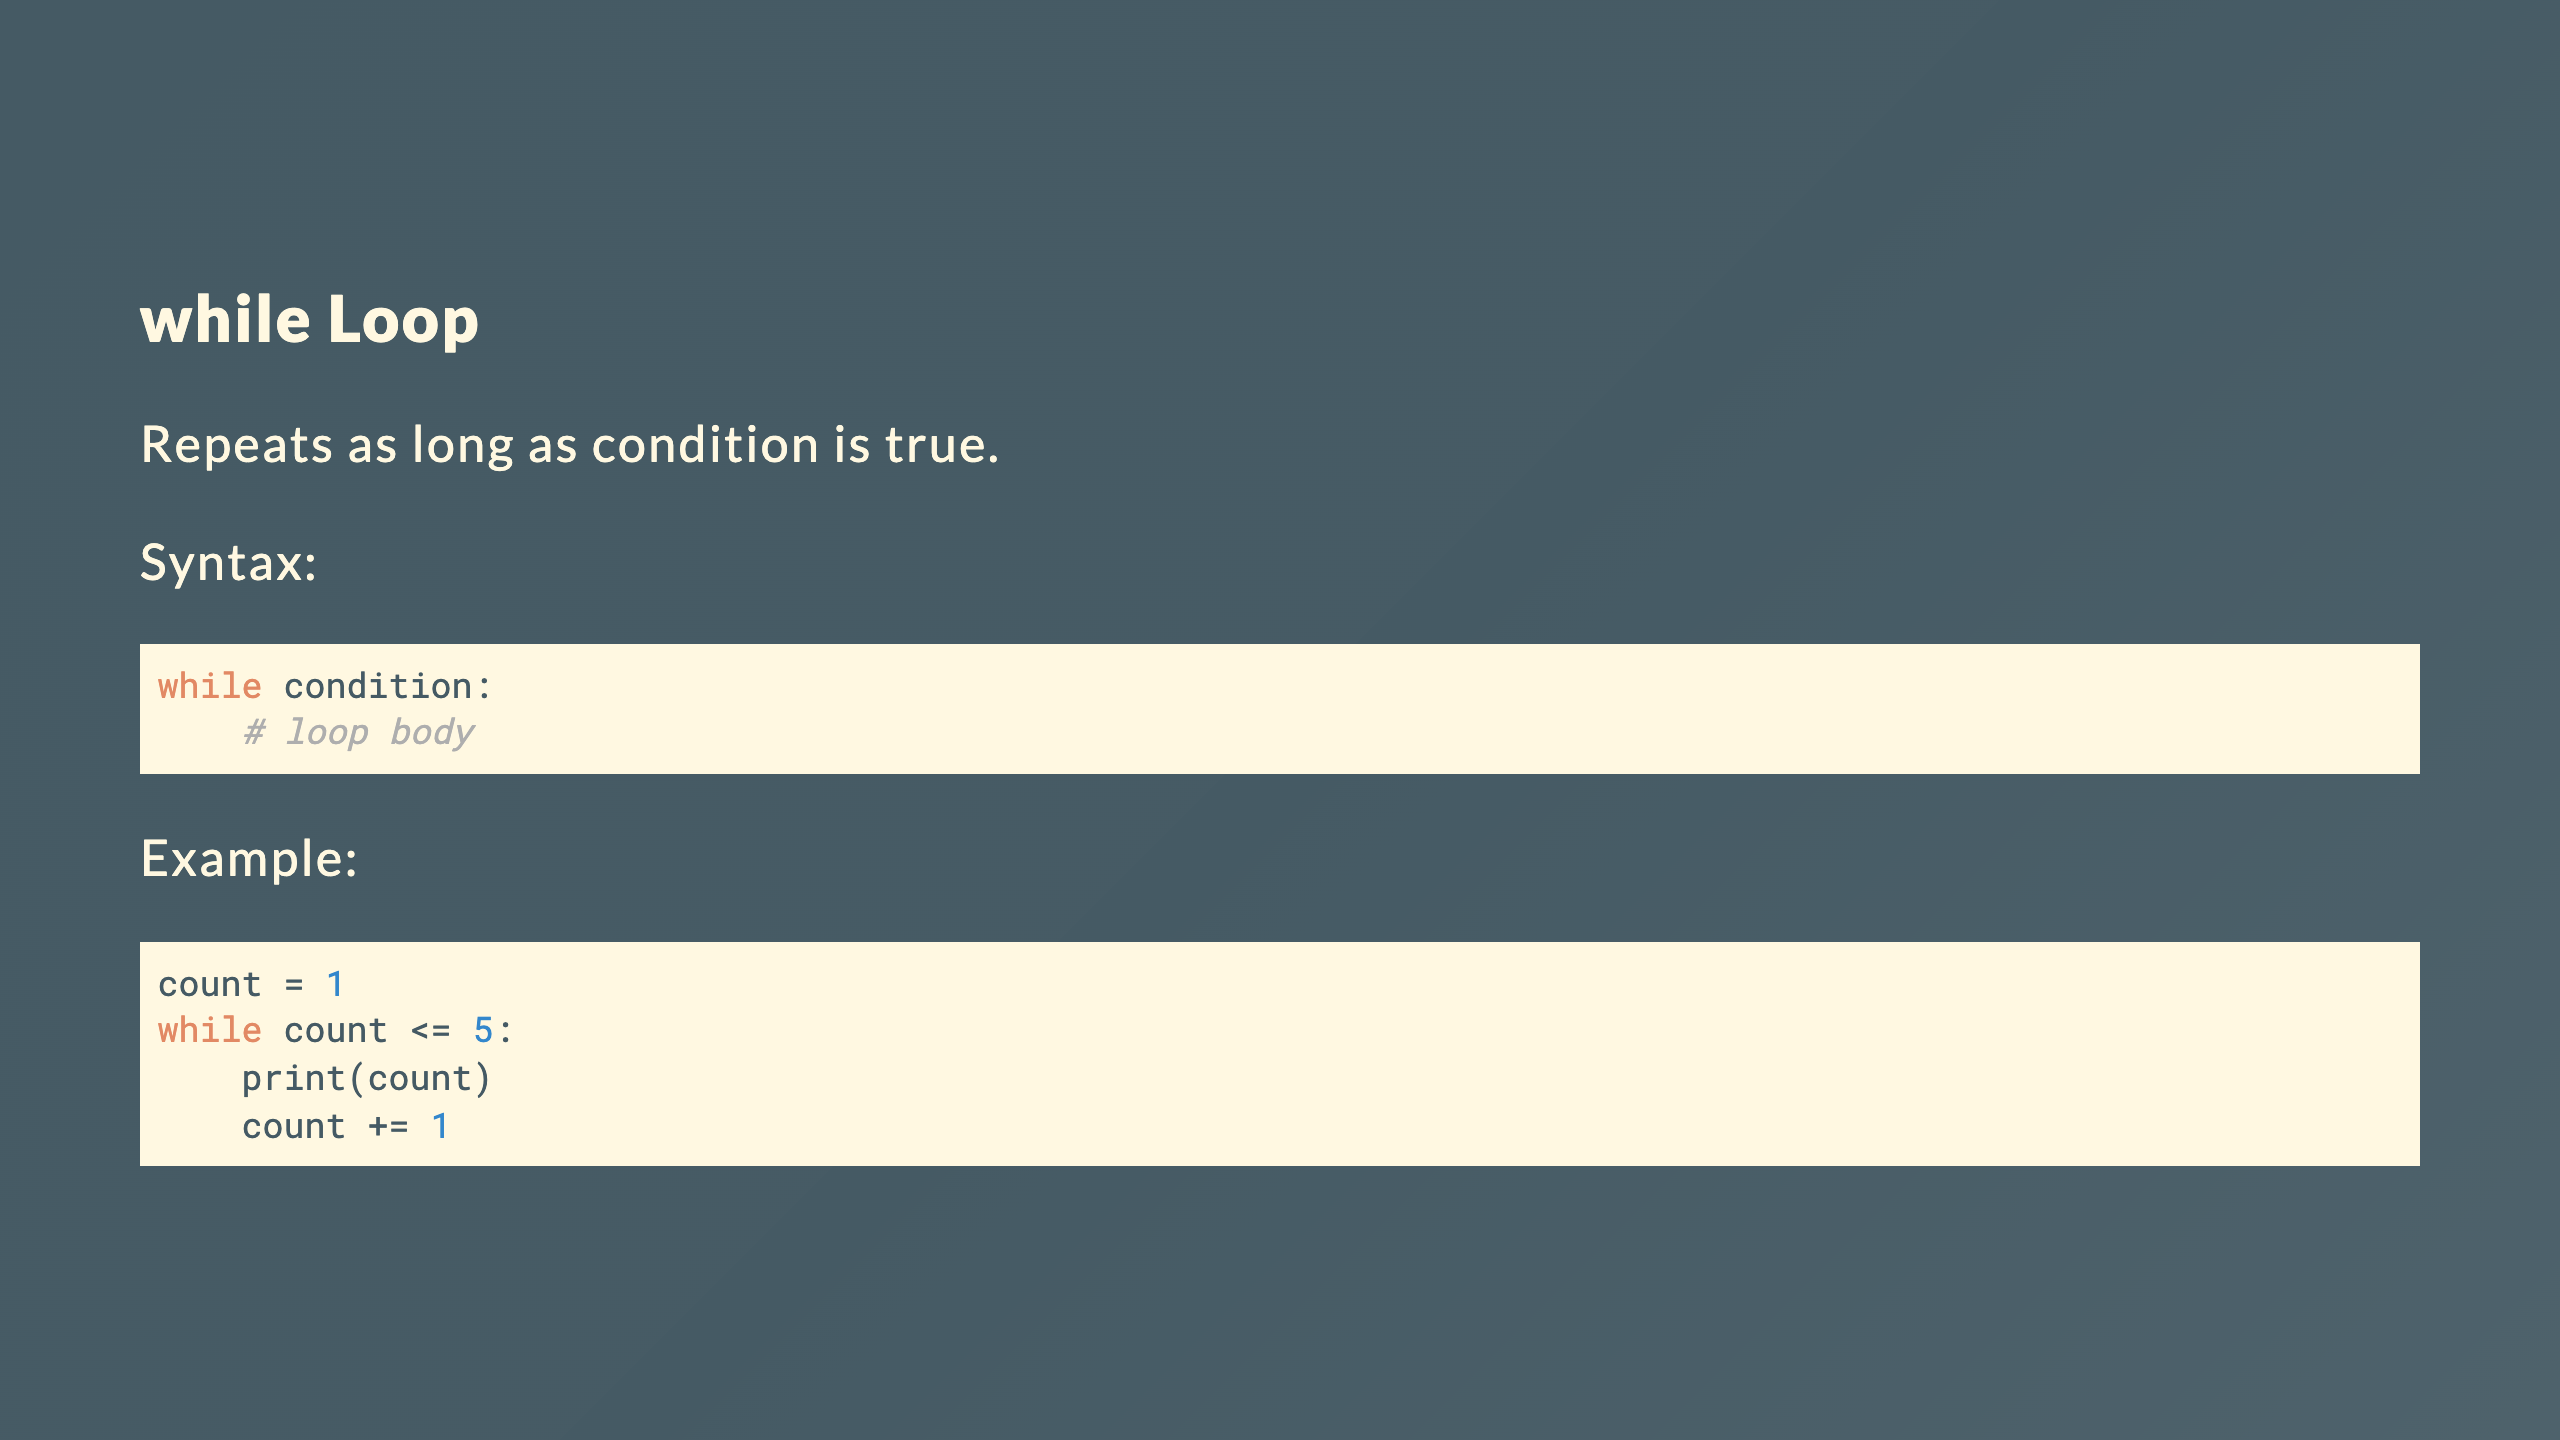 while Loop
Repeats as long as condition is true.
Syntax:
while condition:
    # loop body
Example:
count = 1
while count <= 5:
    print(count)
    count += 1